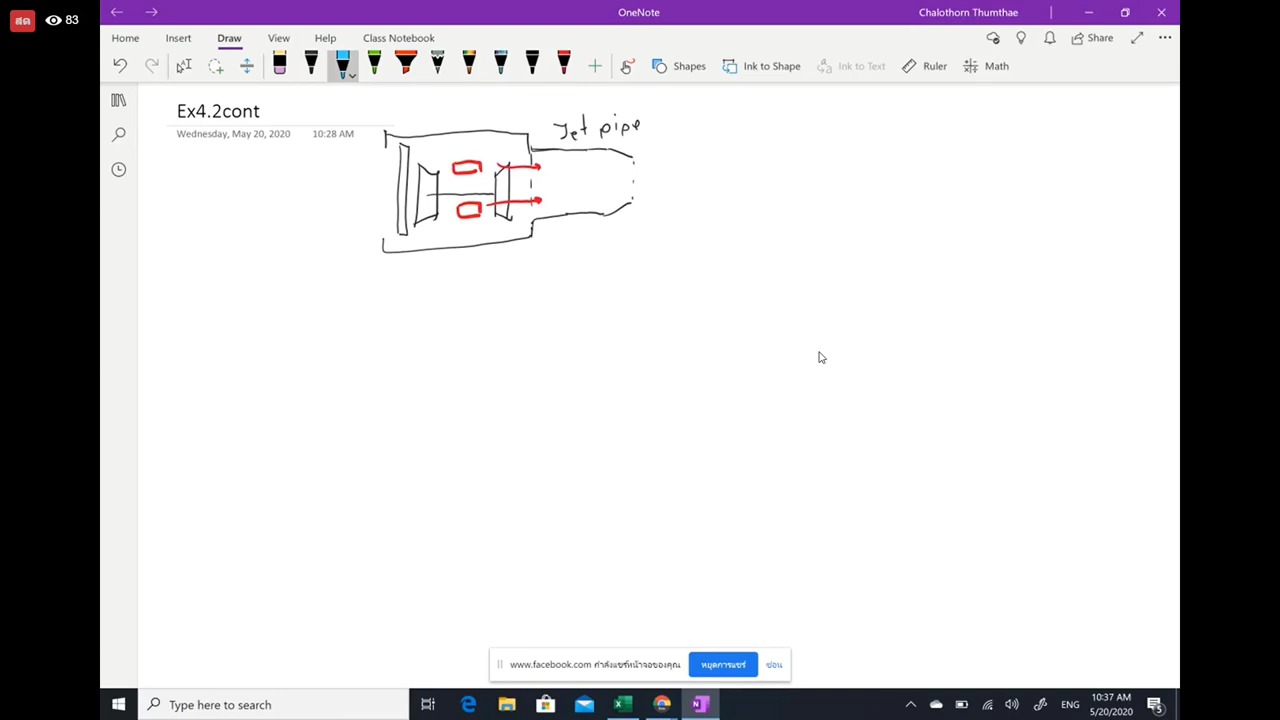 สด 83
OneNote
Chalothorn Thumthae
Home Insert Draw View Help Class Notebook
Shapes Ink to Shape Ink to Text Ruler Math
Share
Ex4.2cont
Wednesday, May 20, 2020 10:28 AM
Jet pipe
www.facebook.com กำลังแชร์หน้าจอของคุณ หยุดการแชร์ ซ่อน
Type here to search
ENG
10:37 AM
5/20/2020
5